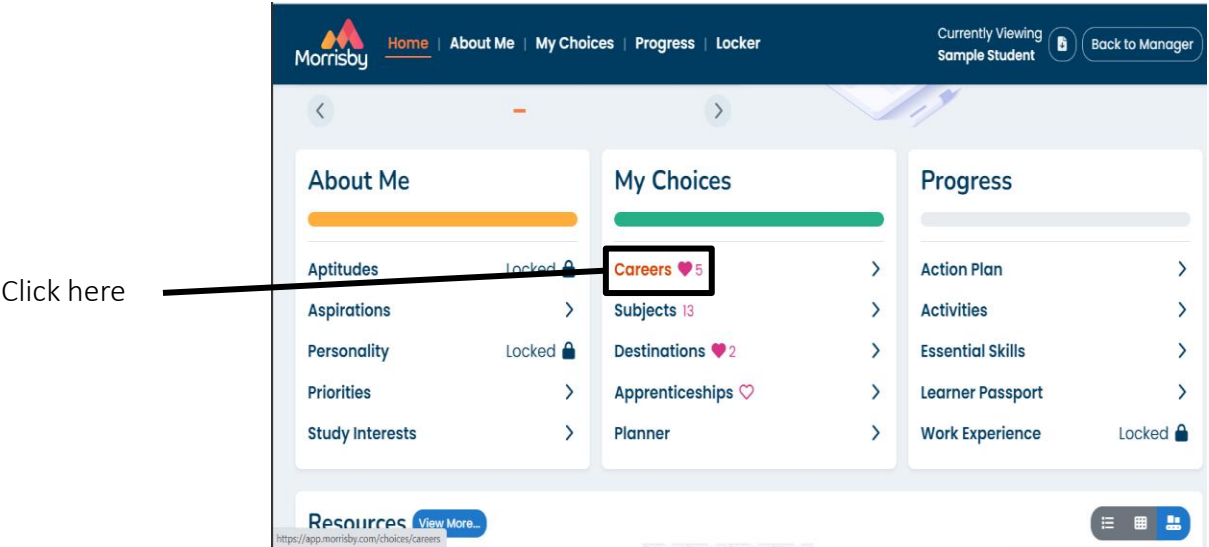 Morrisby
Home | About Me | My Choices | Progress | Locker
Currently Viewing
Sample Student
Back to Manager
About Me
Aptitudes Locked
Aspirations
Personality Locked
Priorities
Study Interests
My Choices
Careers 5
Subjects 13
Destinations 2
Apprenticeships
Planner
Progress
Action Plan
Activities
Essential Skills
Learner Passport
Work Experience Locked
Click here
Resources View More...
https://app.morrisby.com/choices/careers